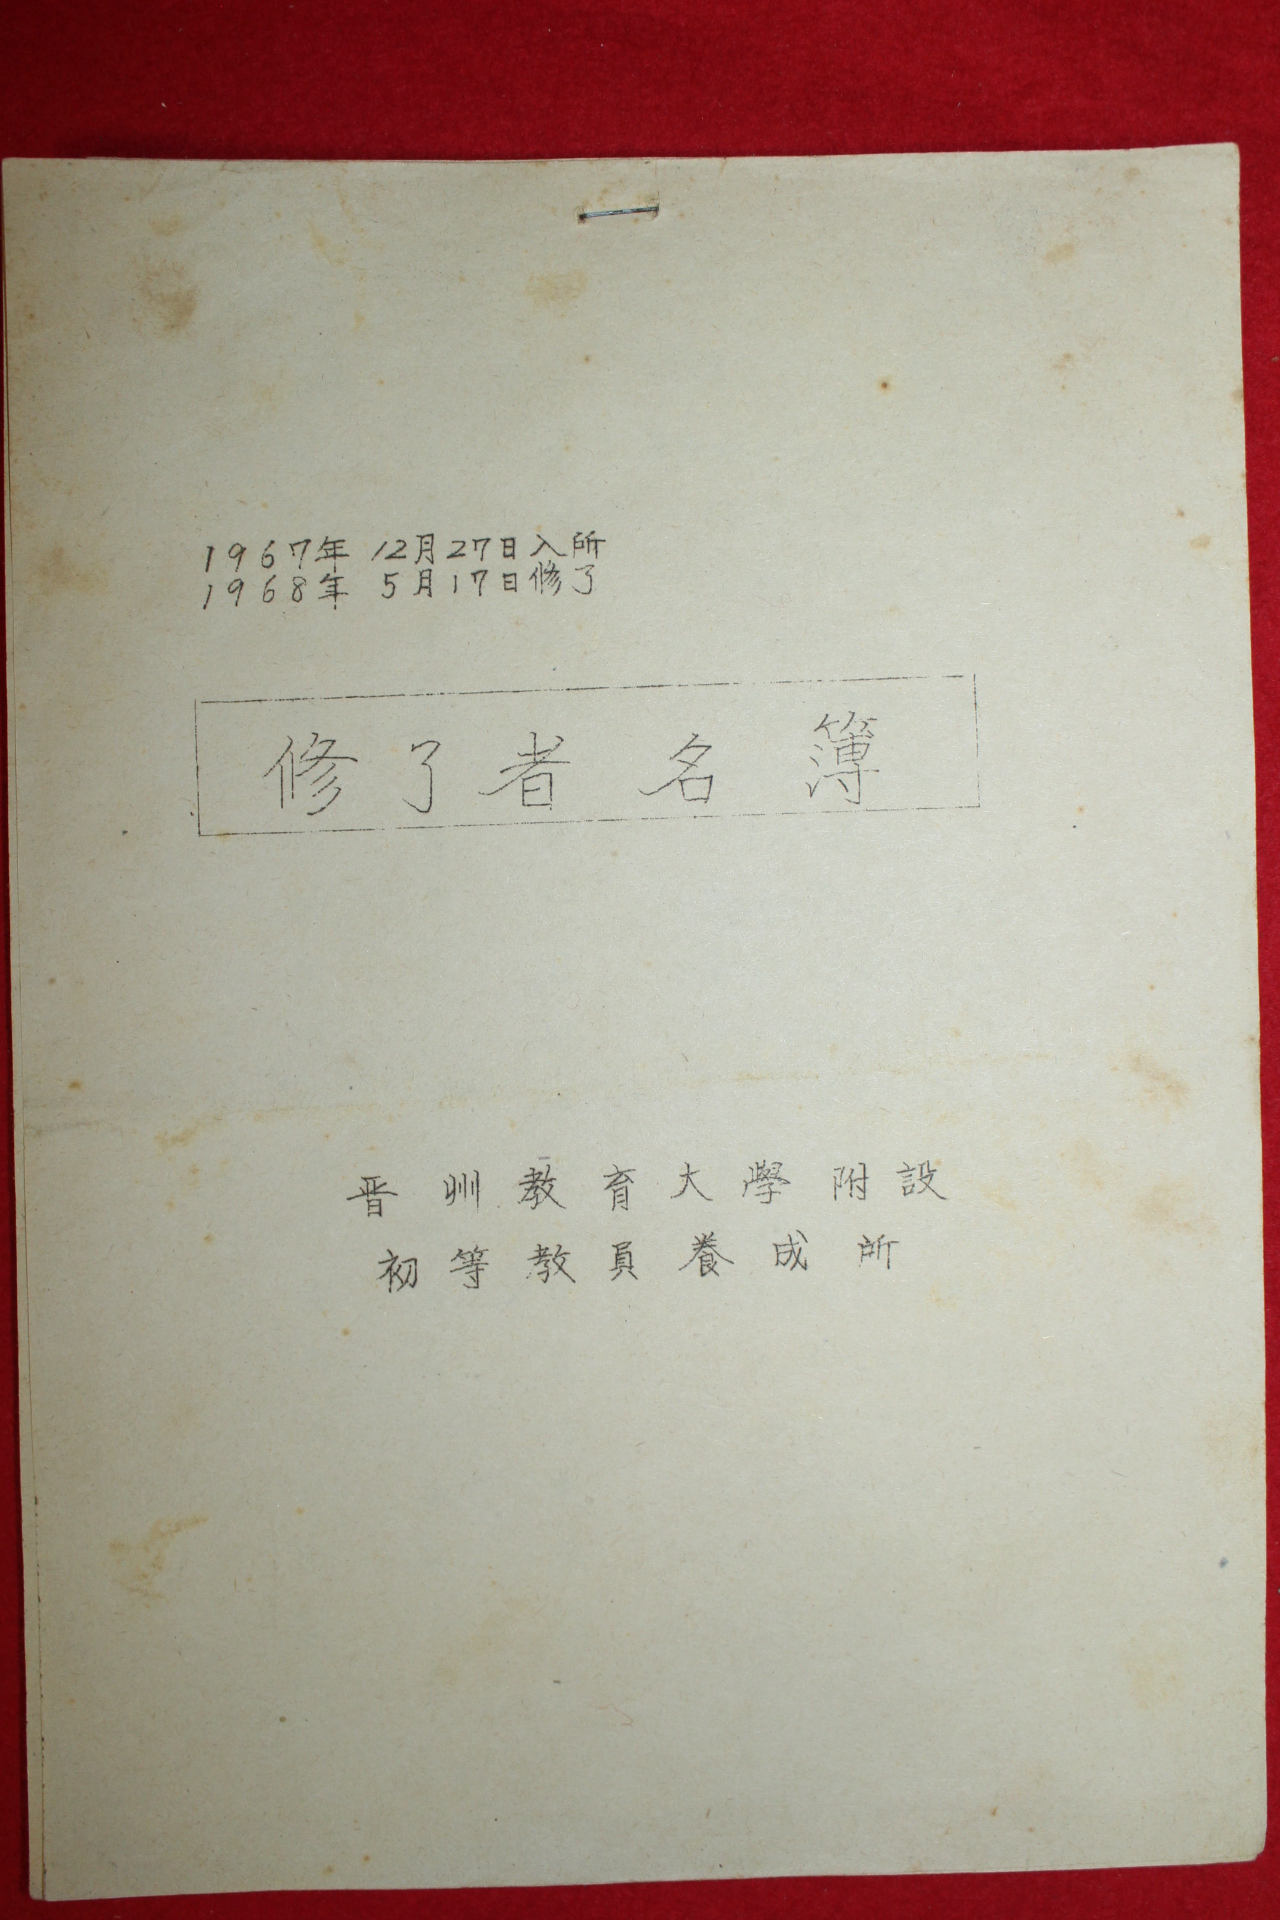 1967年 12月27日入所
1968年 5月17日修了
修了者名簿
晋州教育大學附設
初等教員養成所